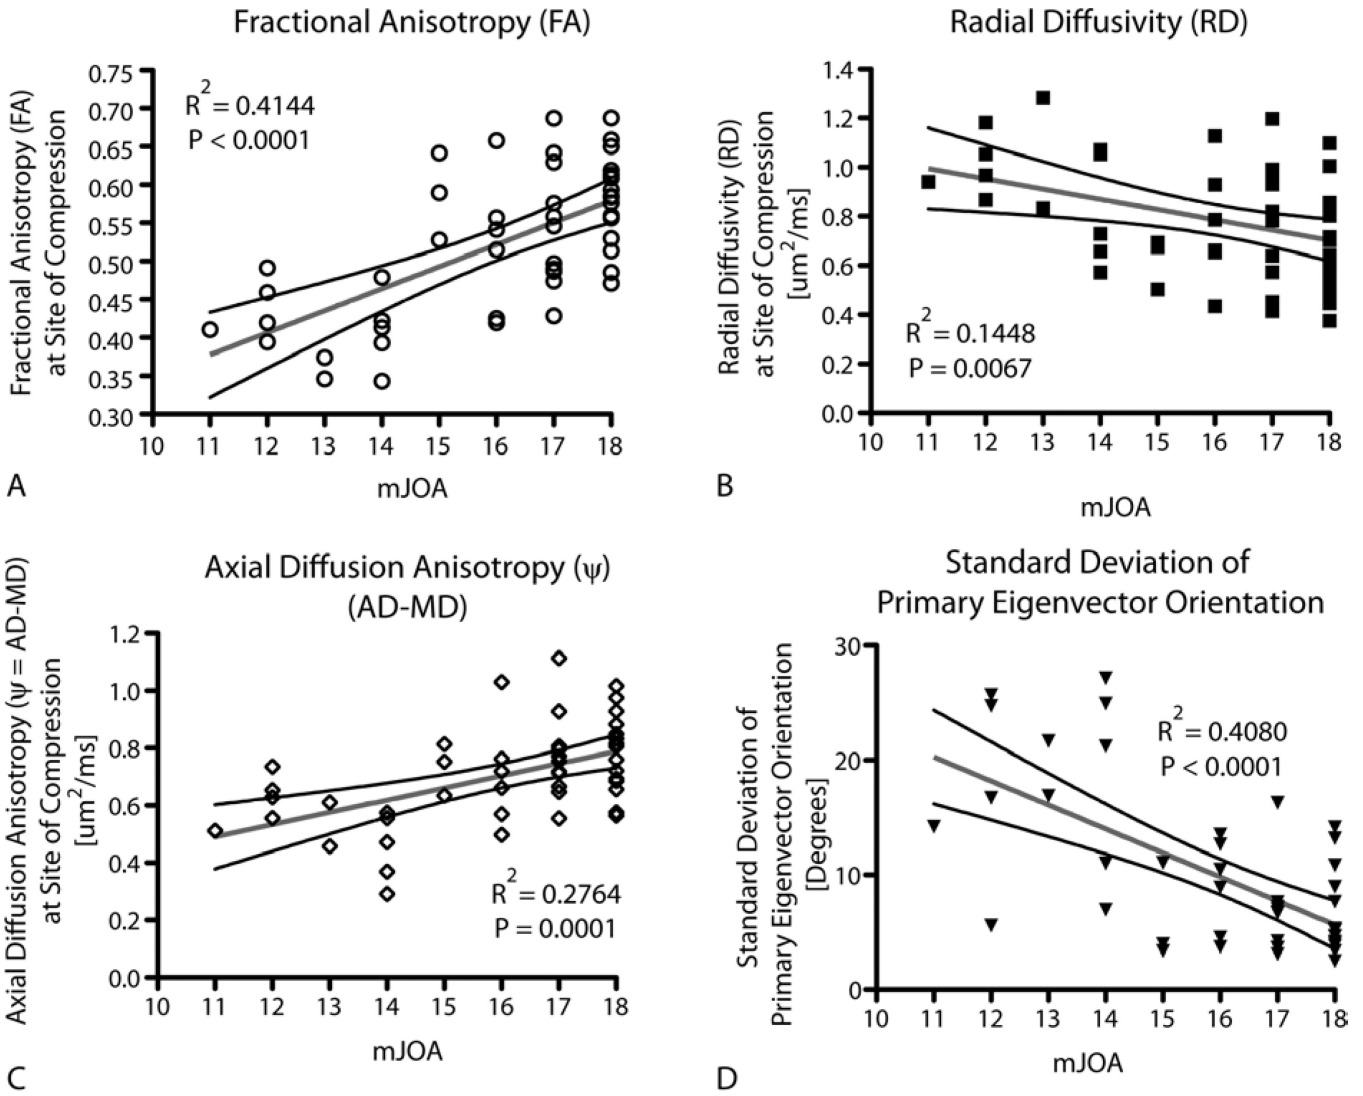 Fractional Anisotropy (FA)
Fractional Anisotropy (FA)
at Site of Compression
0.75
0.70
0.65
0.60
0.55
0.50
0.45
0.40
0.35
0.30
R² = 0.4144
P < 0.0001
10 11 12 13 14 15 16 17 18
mJOA
A
Radial Diffusivity (RD)
Radial Diffusivity (RD)
at Site of Compression
[um²/ms]
1.4
1.2
1.0
0.8
0.6
0.4
0.2
0.0
R² = 0.1448
P = 0.0067
10 11 12 13 14 15 16 17 18
mJOA
B
Axial Diffusion Anisotropy (ψ)
(AD-MD)
Axial Diffusion Anisotropy (ψ = AD-MD)
at Site of Compression
[um²/ms]
1.2
1.0
0.8
0.6
0.4
0.2
0.0
R² = 0.2764
P = 0.0001
10 11 12 13 14 15 16 17 18
mJOA
C
Standard Deviation of
Primary Eigenvector Orientation
Standard Deviation of
Primary Eigenvector Orientation
[Degrees]
30
20
10
0
R² = 0.4080
P < 0.0001
10 11 12 13 14 15 16 17 18
mJOA
D